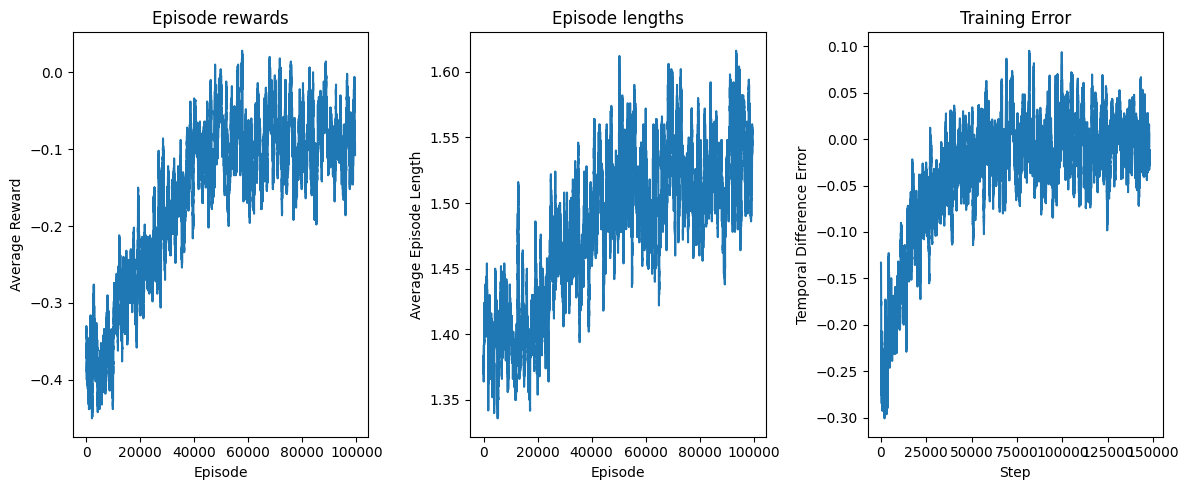 Episode rewards
Average Reward
0.0
−0.1
−0.2
−0.3
−0.4
0 20000 40000 60000 80000 100000
Episode
Episode lengths
Average Episode Length
1.60
1.55
1.50
1.45
1.40
1.35
0 20000 40000 60000 80000 100000
Episode
Training Error
Temporal Difference Error
0.10
0.05
0.00
−0.05
−0.10
−0.15
−0.20
−0.25
−0.30
0 25000 50000 75000 100000 125000 150000
Step